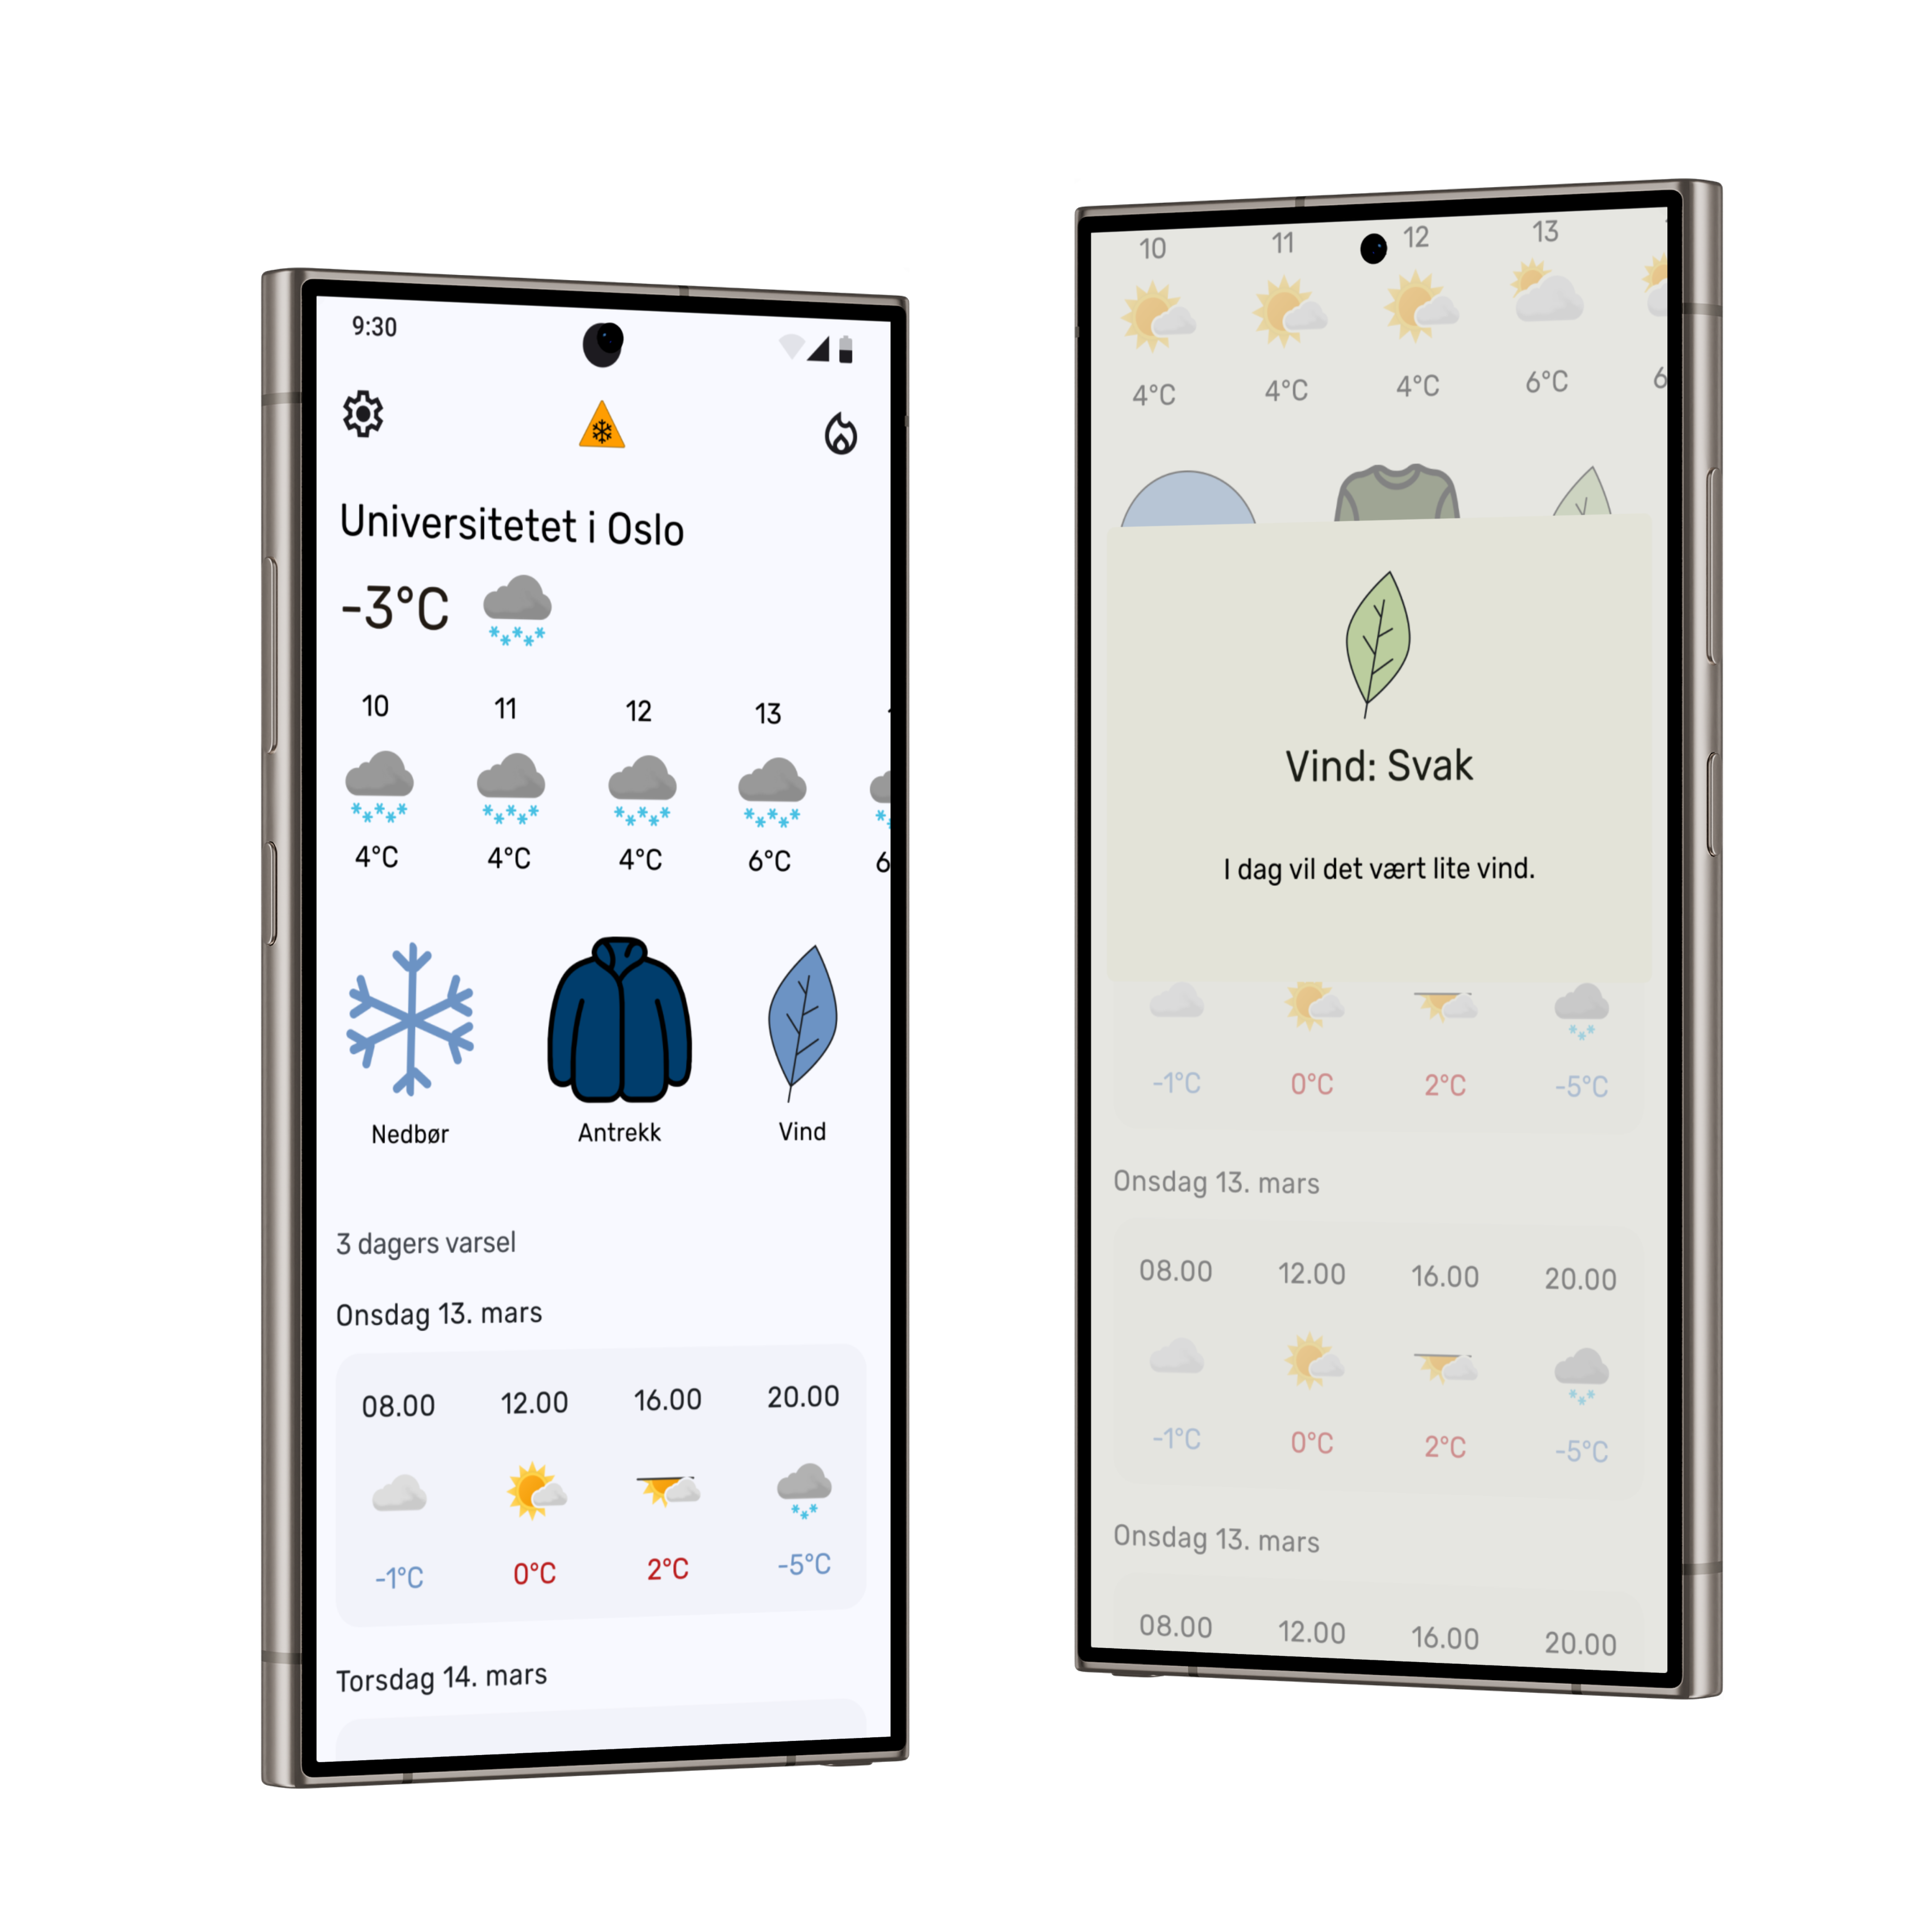 9:30
Universitetet i Oslo
-3°C
10 11 12 13
4°C 4°C 4°C 6°C 6
Nedbør Antrekk Vind
3 dagers varsel
Onsdag 13. mars
08.00 12.00 16.00 20.00
-1°C 0°C 2°C -5°C
Torsdag 14. mars
10 11 12 13
4°C 4°C 4°C 6°C 6
Vind: Svak
I dag vil det vært lite vind.
-1°C 0°C 2°C -5°C
Onsdag 13. mars
08.00 12.00 16.00 20.00
-1°C 0°C 2°C -5°C
Onsdag 13. mars
08.00 12.00 16.00 20.00